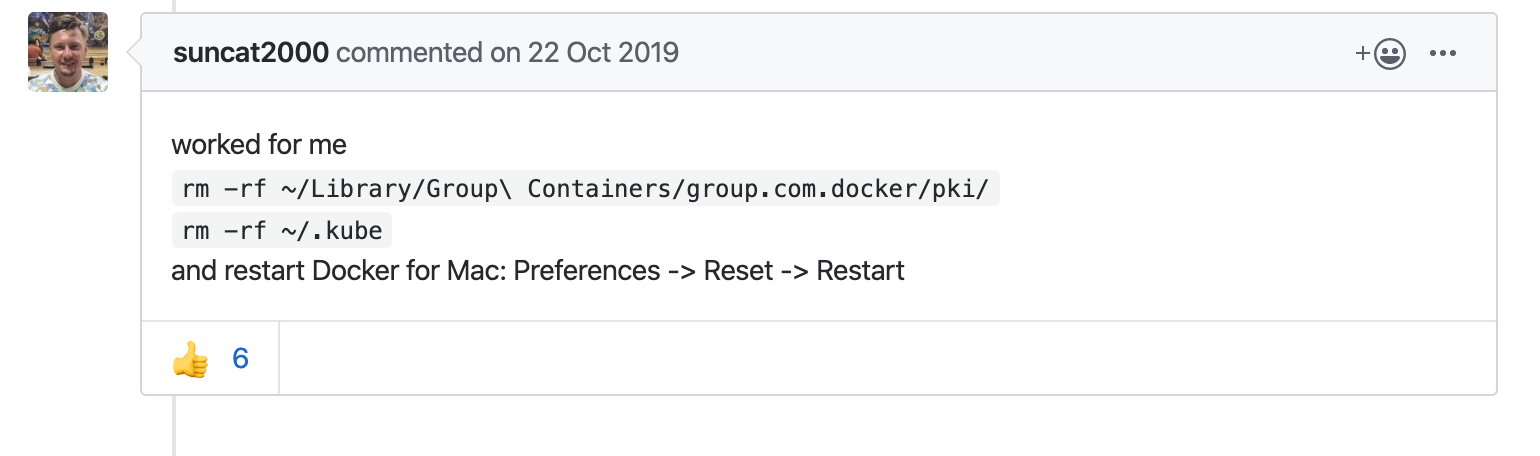 suncat2000 commented on 22 Oct 2019
worked for me
rm -rf ~/Library/Group\ Containers/group.com.docker/pki/
rm -rf ~/.kube
and restart Docker for Mac: Preferences -> Reset -> Restart
6